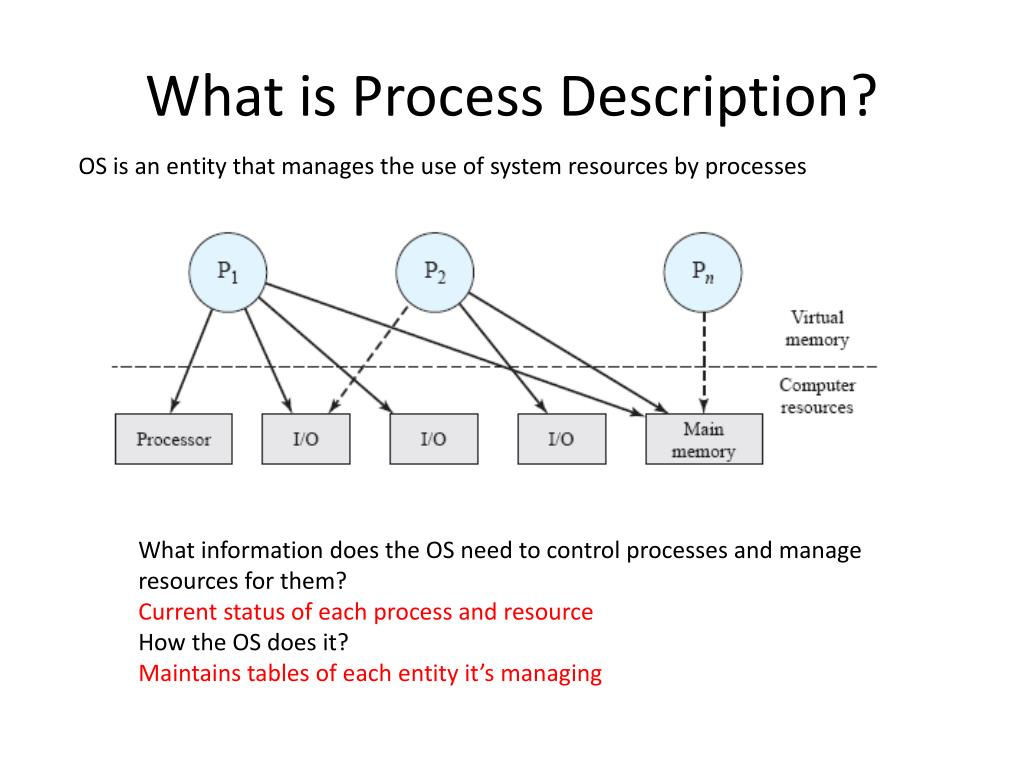 What is Process Description?
OS is an entity that manages the use of system resources by processes
P1 P2 Pn
Virtual
memory
Computer
resources
Processor I/O I/O I/O Main
memory
What information does the OS need to control processes and manage
resources for them?
Current status of each process and resource
How the OS does it?
Maintains tables of each entity it’s managing